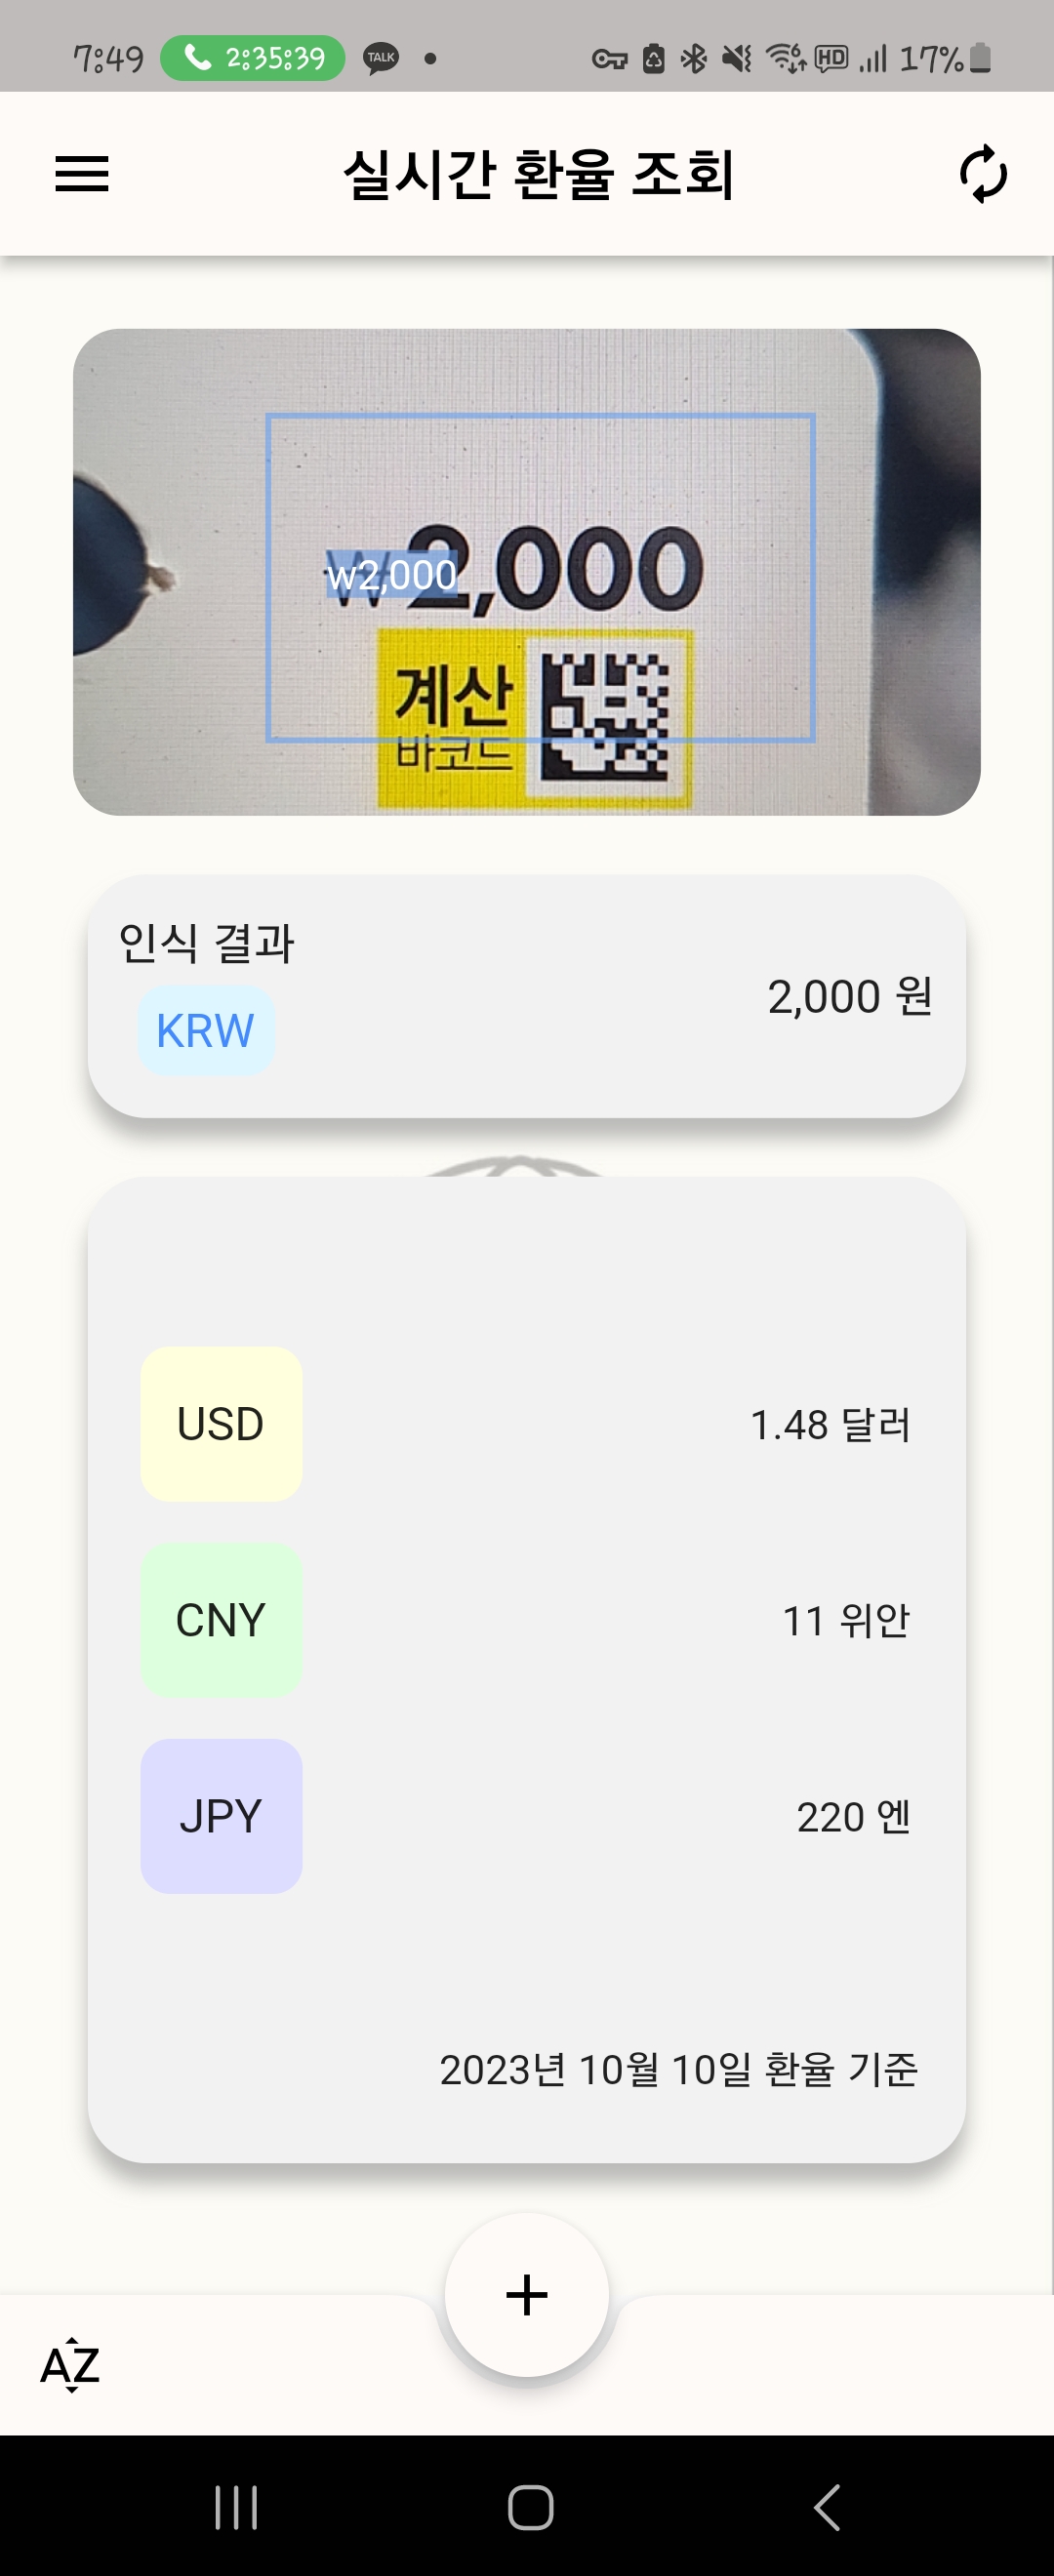 7:49 2:35:39 TALK 6 HD 17%
실시간 환율 조회
₩2,000
w2,000
계산
바코드
인식 결과
KRW
2,000 원
USD
1.48 달러
CNY
11 위안
JPY
220 엔
2023년 10월 10일 환율 기준
+
AZ